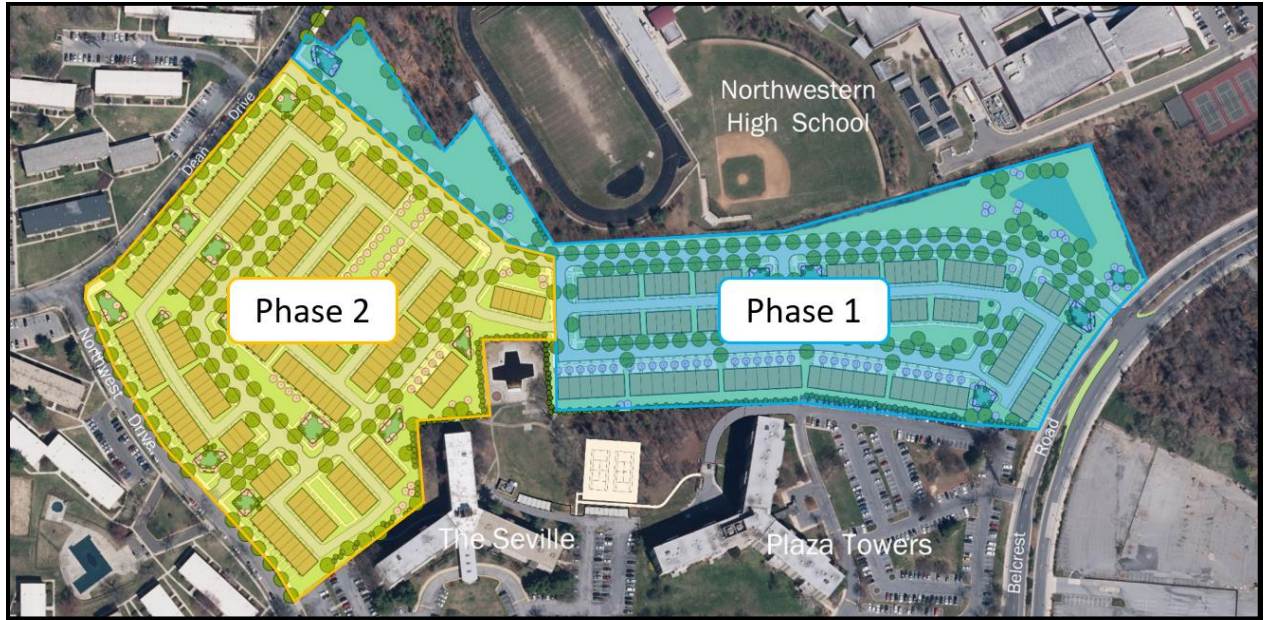 Northwestern
High School
Dean Drive
Phase 2
Phase 1
Northwest Drive
The Seville
Plaza Towers
Belcrest Road